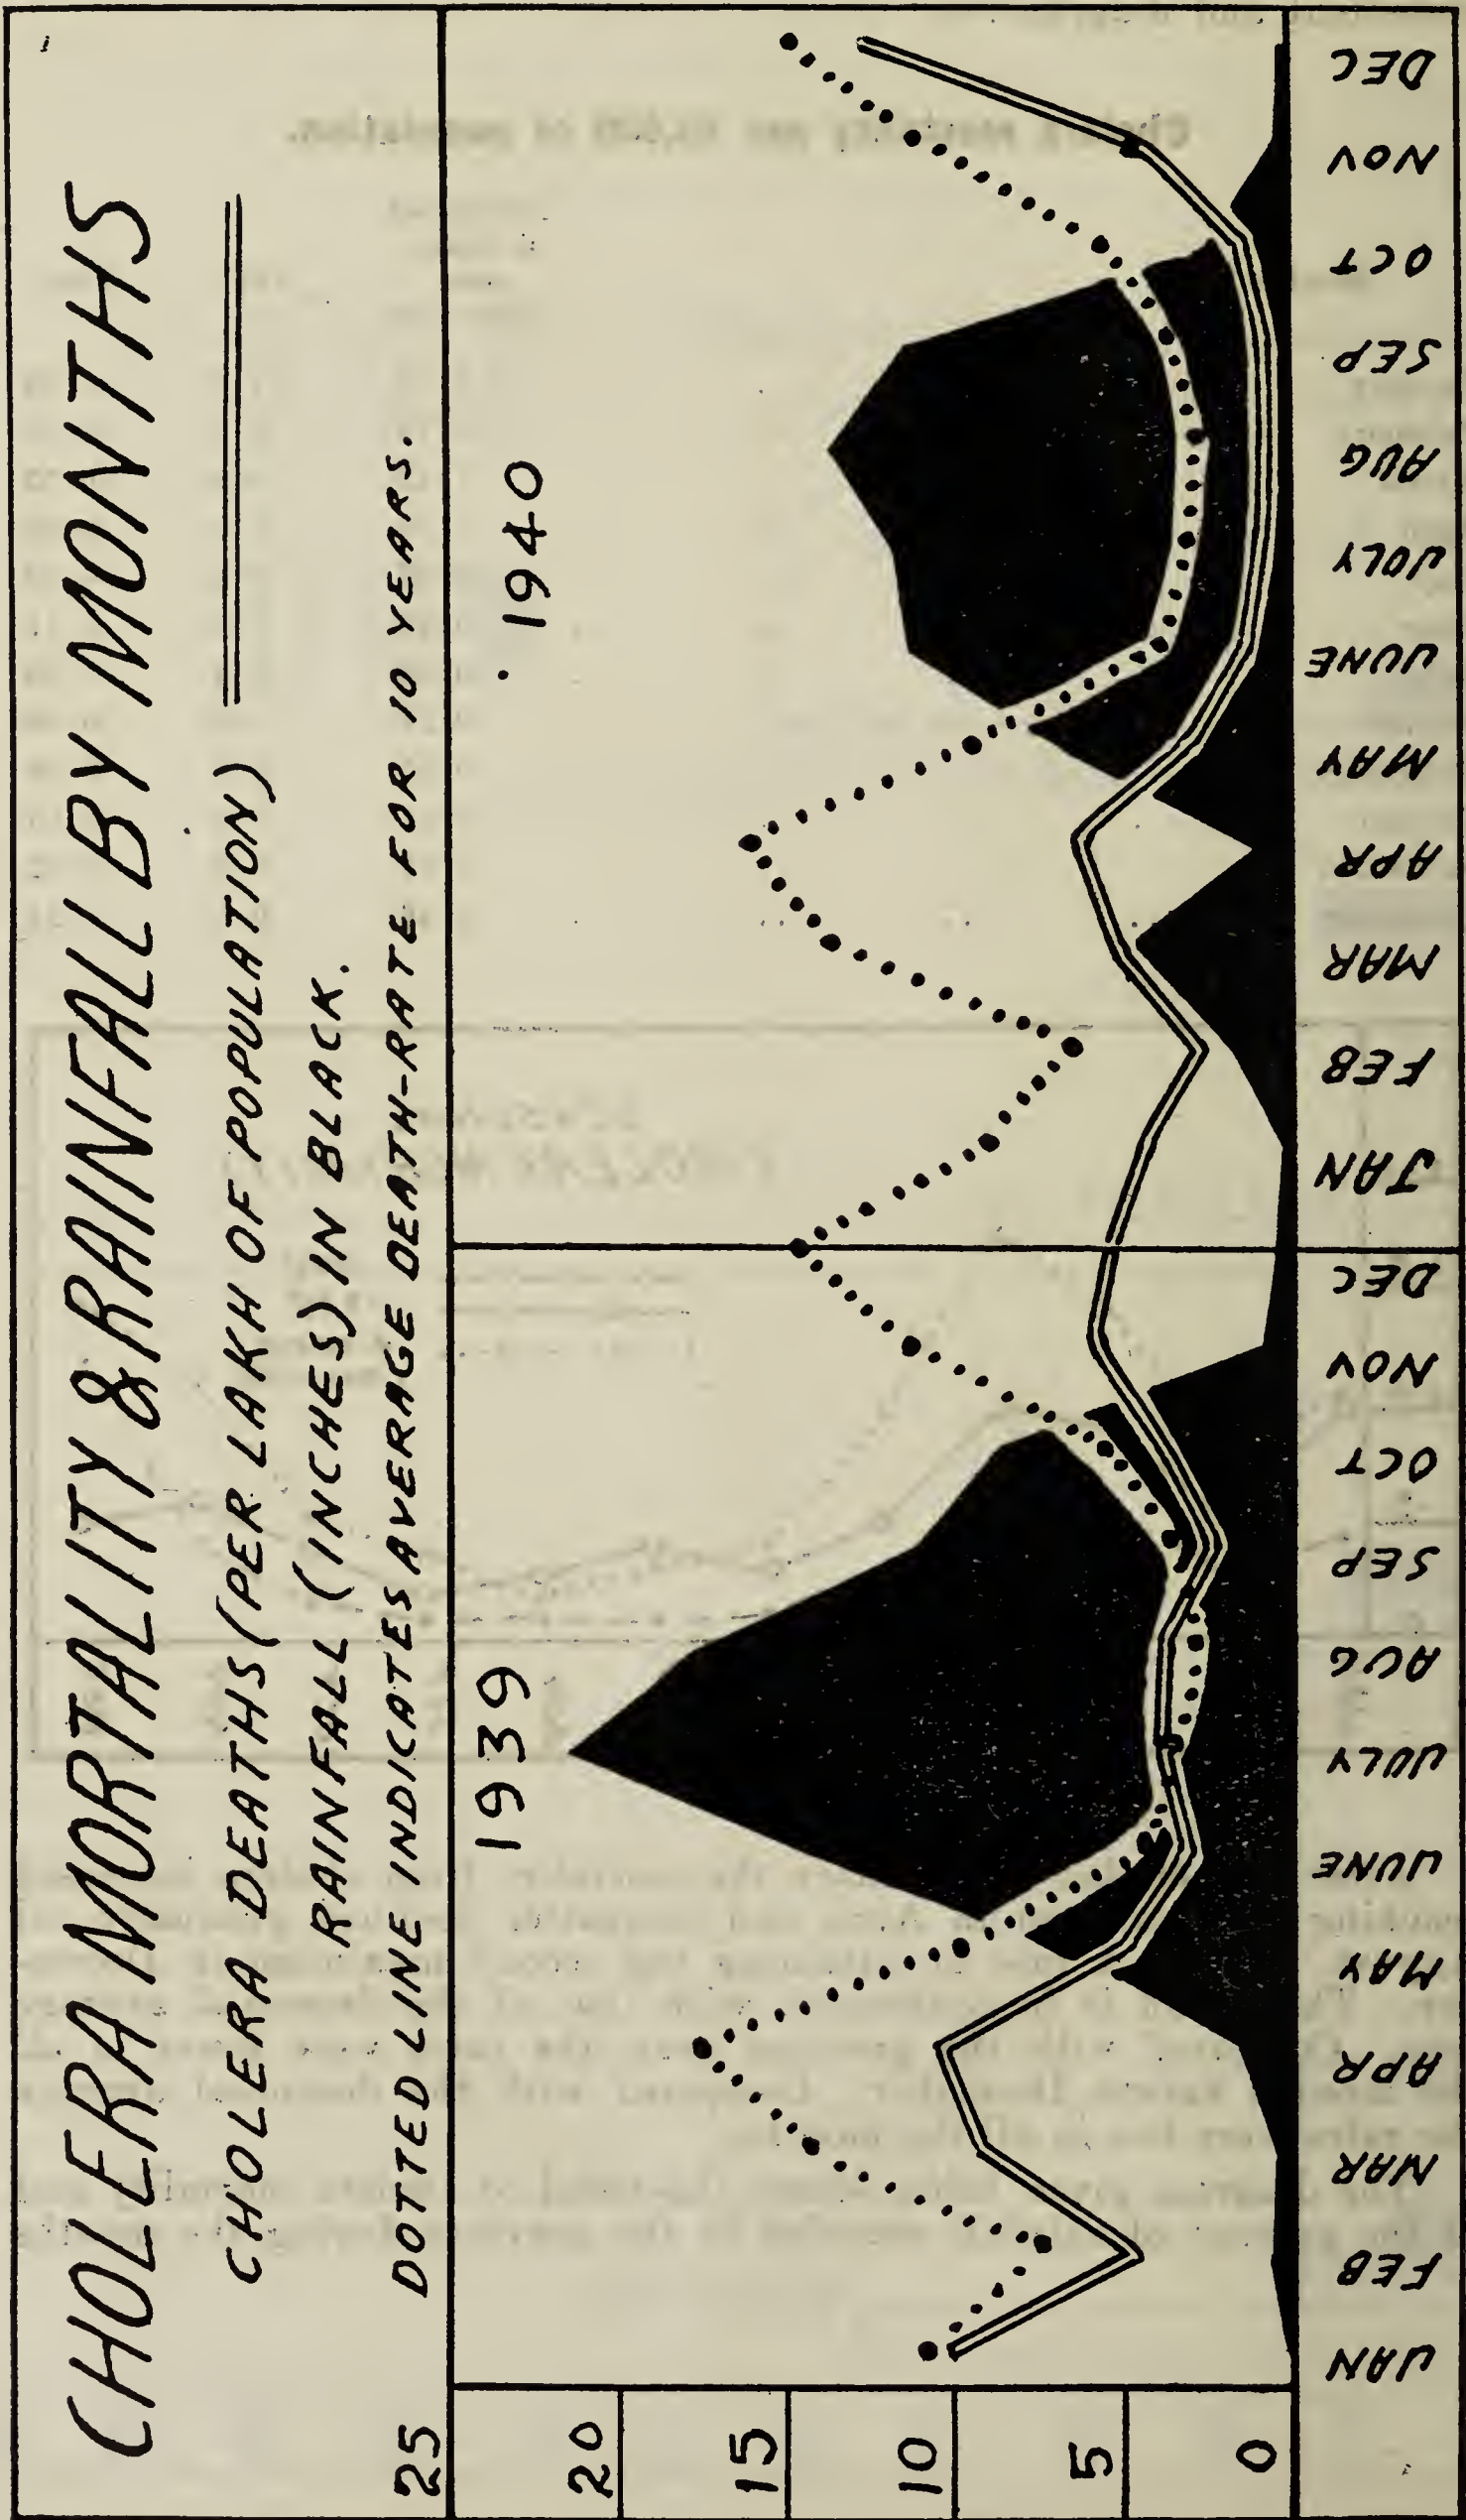 CHOLERA MORTALITY & RAINFALL BY MONTHS
CHOLERA DEATHS (PER LAKH OF POPULATION)
RAINFALL (INCHES) IN BLACK.
DOTTED LINE INDICATES AVERAGE DEATH-RATE FOR 10 YEARS.
25
20
15
10
5
0
1939
1940
JAN
FEB
MAR
APR
MAY
JUNE
JULY
AUG
SEP
OCT
NOV
DEC
JAN
FEB
MAR
APR
MAY
JUNE
JOLY
AUG
SEP
OCT
NOV
DEC